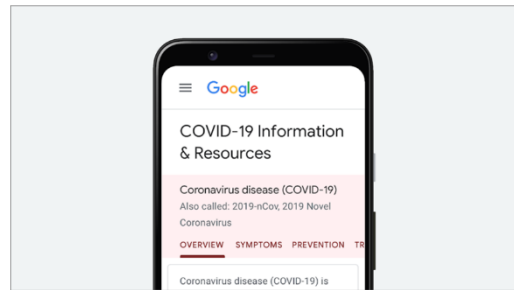 Google
COVID-19 Information
& Resources
Coronavirus disease (COVID-19)
Also called: 2019-nCov, 2019 Novel
Coronavirus
OVERVIEW SYMPTOMS PREVENTION TR
Coronavirus disease (COVID-19) is